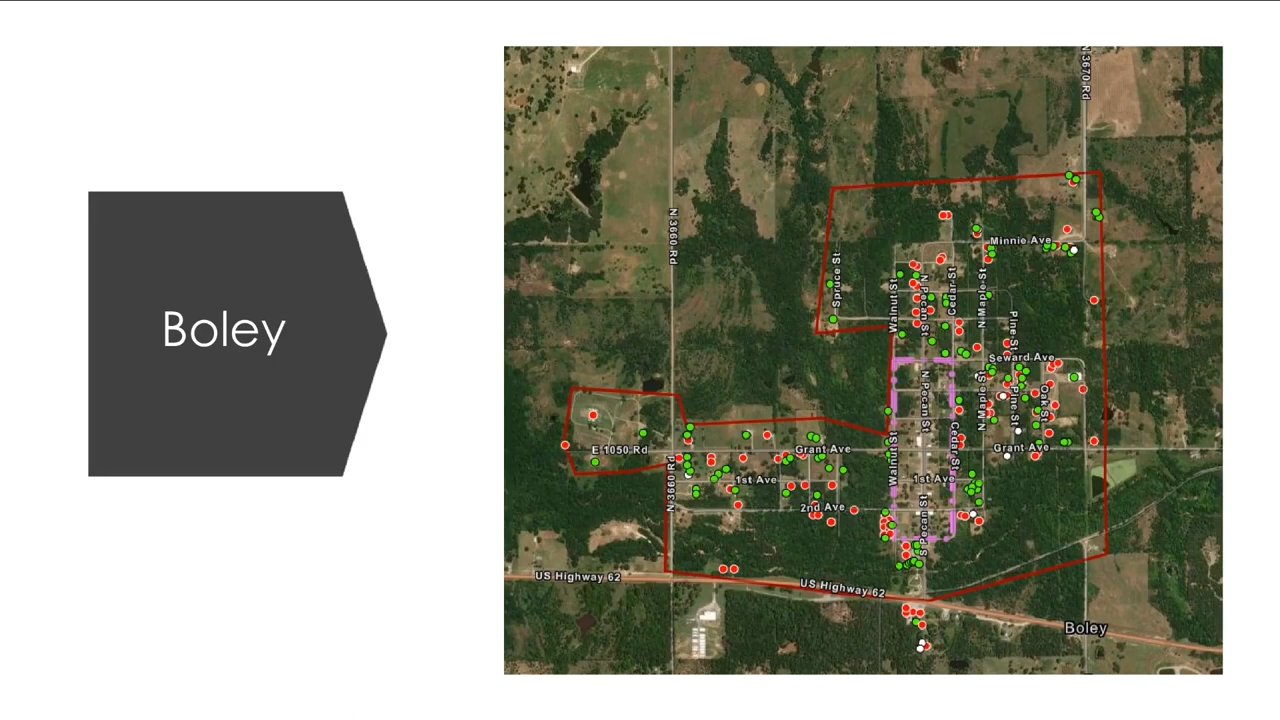 Boley
N 3670 Rd
N 3660 Rd
Spruce St
Minnie Ave
Walnut St
N Pecan St
Cedar St
N Maple St
Pine St
Seward Ave
N Pecan St
N Maple St
Pine St
Oak St
E 1050 Rd
Grant Ave
Walnut St
Cedar St
Grant Ave
N 3660 Rd
1st Ave
1st Ave
2nd Ave
S Pecan St
US Highway 62
US Highway 62
Boley